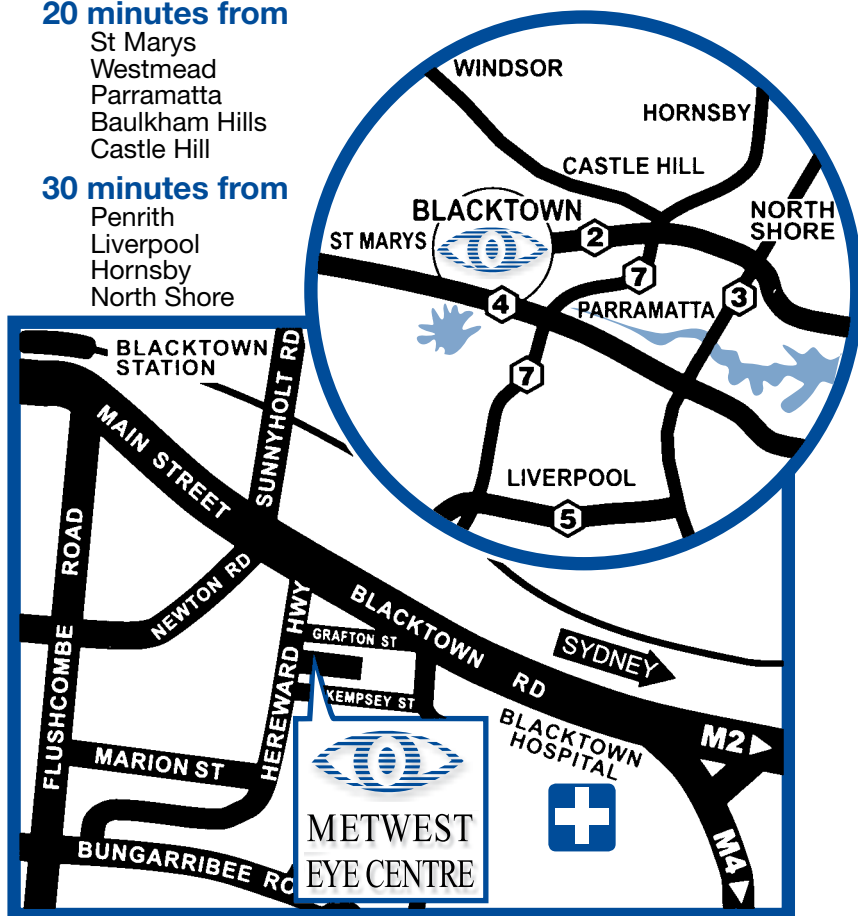 20 minutes from
St Marys
Westmead
Parramatta
Baulkham Hills
Castle Hill
30 minutes from
Penrith
Liverpool
Hornsby
North Shore
WINDSOR
HORNSBY
CASTLE HILL
BLACKTOWN
NORTH
SHORE
ST MARYS
2
7
4
PARRAMATTA
3
7
LIVERPOOL
5
BLACKTOWN
STATION
SUNNYHOLT RD
MAIN STREET
FLUSHCOMBE ROAD
NEWTON RD
HEREWARD HWY
BLACKTOWN RD
GRAFTON ST
SYDNEY
KEMPSEY ST
BLACKTOWN
HOSPITAL
M2
MARION ST
M4
METWEST
EYE CENTRE
BUNGARRIBEE RO